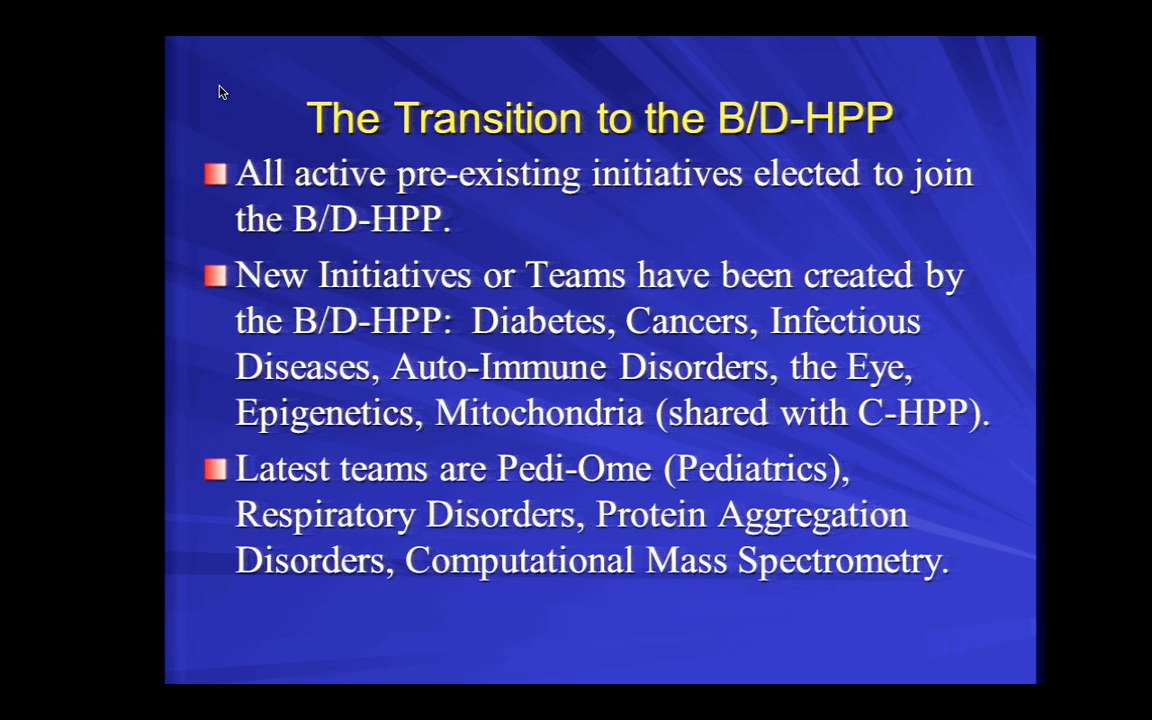 The Transition to the B/D-HPP
All active pre-existing initiatives elected to join
the B/D-HPP.
New Initiatives or Teams have been created by
the B/D-HPP:  Diabetes, Cancers, Infectious
Diseases, Auto-Immune Disorders, the Eye,
Epigenetics, Mitochondria (shared with C-HPP).
Latest teams are Pedi-Ome (Pediatrics),
Respiratory Disorders, Protein Aggregation
Disorders, Computational Mass Spectrometry.